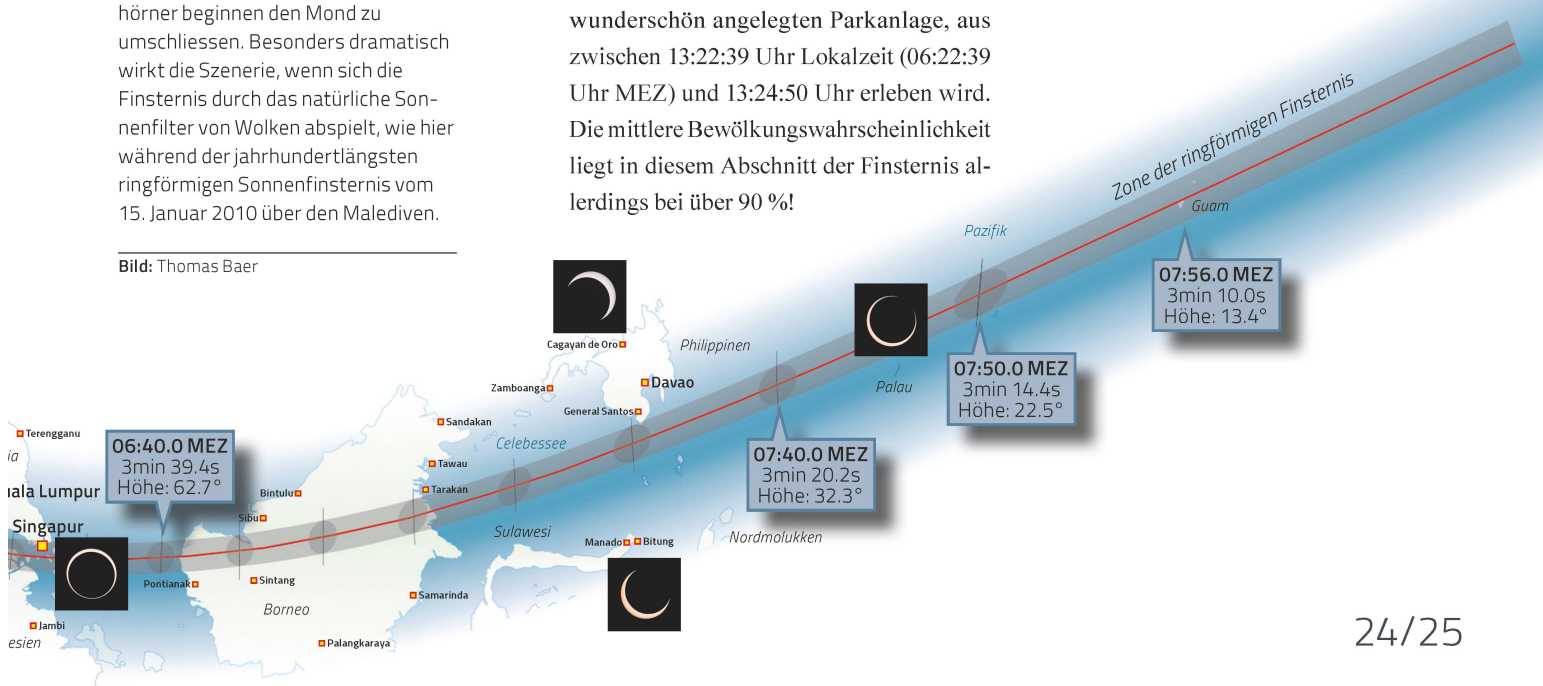 hörner beginnen den Mond zu
umschliessen. Besonders dramatisch
wirkt die Szenerie, wenn sich die
Finsternis durch das natürliche Son-
nenfilter von Wolken abspielt, wie hier
während der jahrhundertlängsten
ringförmigen Sonnenfinsternis vom
15. Januar 2010 über den Malediven.
Bild: Thomas Baer
wunderschön angelegten Parkanlage, aus
zwischen 13:22:39 Uhr Lokalzeit (06:22:39
Uhr MEZ) und 13:24:50 Uhr erleben wird.
Die mittlere Bewölkungswahrscheinlichkeit
liegt in diesem Abschnitt der Finsternis al-
lerdings bei über 90 %!
Zone der ringförmigen Finsternis
Guam
Pazifik
07:56.0 MEZ
3min 10.0s
Höhe: 13.4°
Cagayan de Oro
Philippinen
Palau
07:50.0 MEZ
3min 14.4s
Höhe: 22.5°
Zamboanga
Davao
General Santos
Sandakan
Celebessee
07:40.0 MEZ
3min 20.2s
Höhe: 32.3°
Terengganu
ia
06:40.0 MEZ
3min 39.4s
Höhe: 62.7°
Tawau
Tarakan
uala Lumpur
Bintulu
Sibu
Singapur
Sulawesi
Manado
Bitung
Nordmolukken
Pontianak
Sintang
Borneo
Samarinda
Jambi
esien
Palangkaraya
24/25